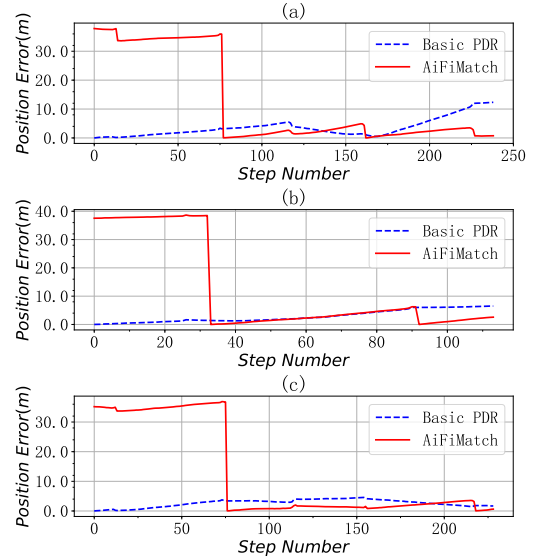 (a)
Position Error(m)
30.0
20.0
10.0
0.0
Basic PDR
AiFiMatch
0 50 100 150 200 250
Step Number
(b)
Position Error(m)
40.0
30.0
20.0
10.0
0.0
Basic PDR
AiFiMatch
0 20 40 60 80 100
Step Number
(c)
Position Error(m)
30.0
20.0
10.0
0.0
Basic PDR
AiFiMatch
0 50 100 150 200
Step Number